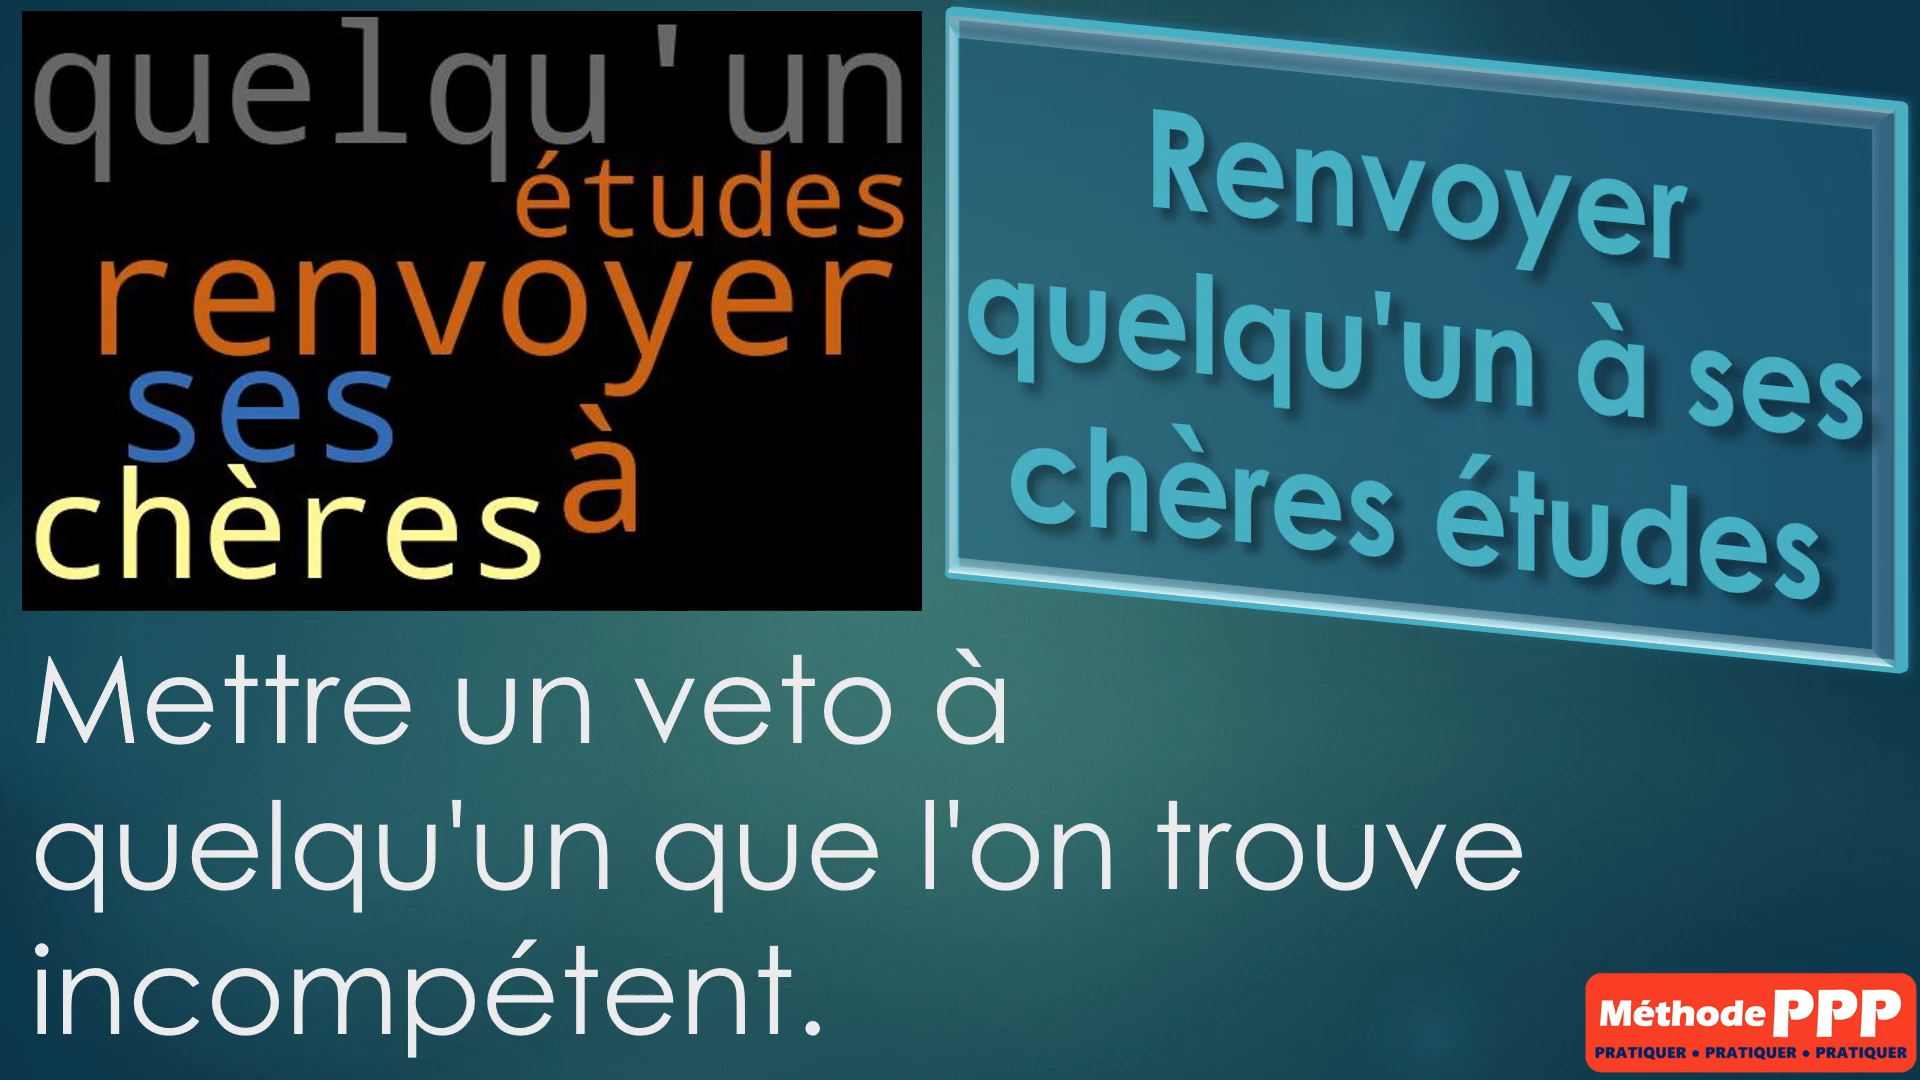 quelqu'un
études
renvoyer
ses
à
chères
Renvoyer
quelqu'un à ses
chères études
Mettre un veto à
quelqu'un que l'on trouve
incompétent.
Méthode PPP
PRATIQUER • PRATIQUER • PRATIQUER